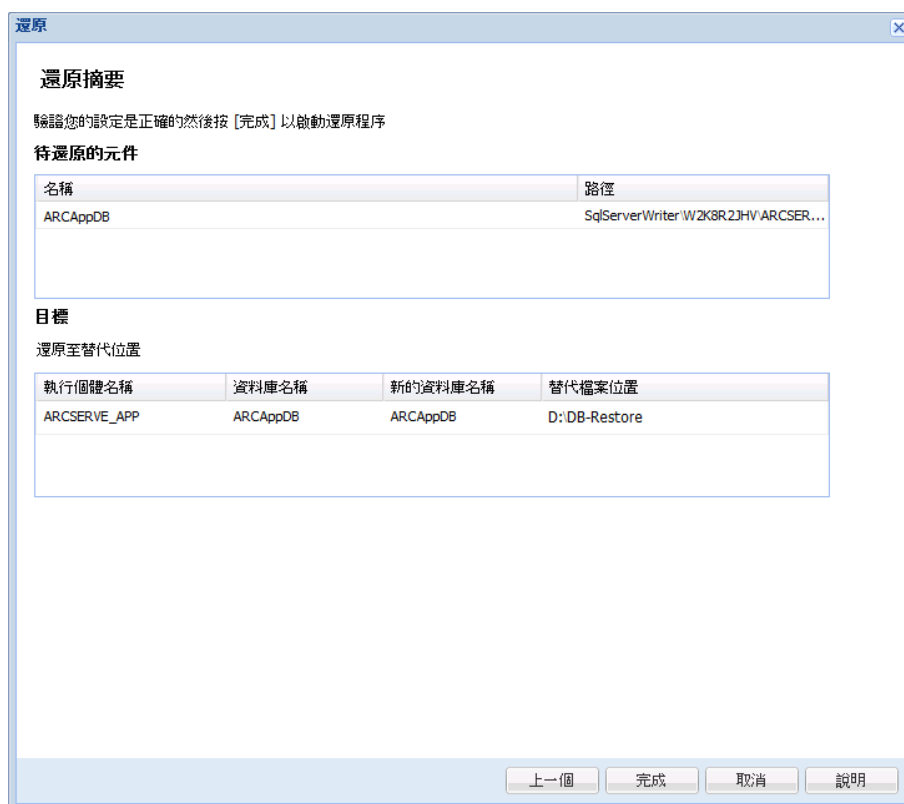 還原
還原摘要
驗證您的設定是正確的然後按 [完成] 以啟動還原程序
待還原的元件
名稱 路徑
ARCAppDB SqlServerWriter\W2K8R2JHV\ARCSER...
目標
還原至替代位置
執行個體名稱 資料庫名稱 新的資料庫名稱 替代檔案位置
ARCSERVE_APP ARCAppDB ARCAppDB D:\DB-Restore
上一個 完成 取消 說明